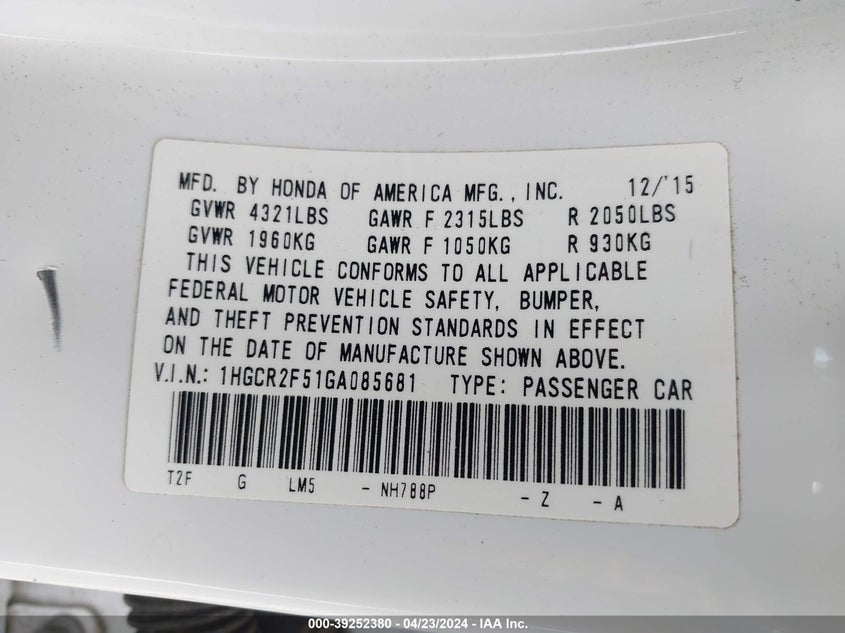 MFD. BY HONDA OF AMERICA MFG., INC. 12/'15
GVWR 4321LBS GAWR F 2315LBS R 2050LBS
GVWR 1960KG GAWR F 1050KG R 930KG
THIS VEHICLE CONFORMS TO ALL APPLICABLE
FEDERAL MOTOR VEHICLE SAFETY, BUMPER,
AND THEFT PREVENTION STANDARDS IN EFFECT
ON THE DATE OF MANUFACTURE SHOWN ABOVE.
V.I.N.: 1HGCR2F51GA085681 TYPE: PASSENGER CAR
T2F G LM5 - NH788P - Z - A
000-39252380 - 04/23/2024 - IAA Inc.